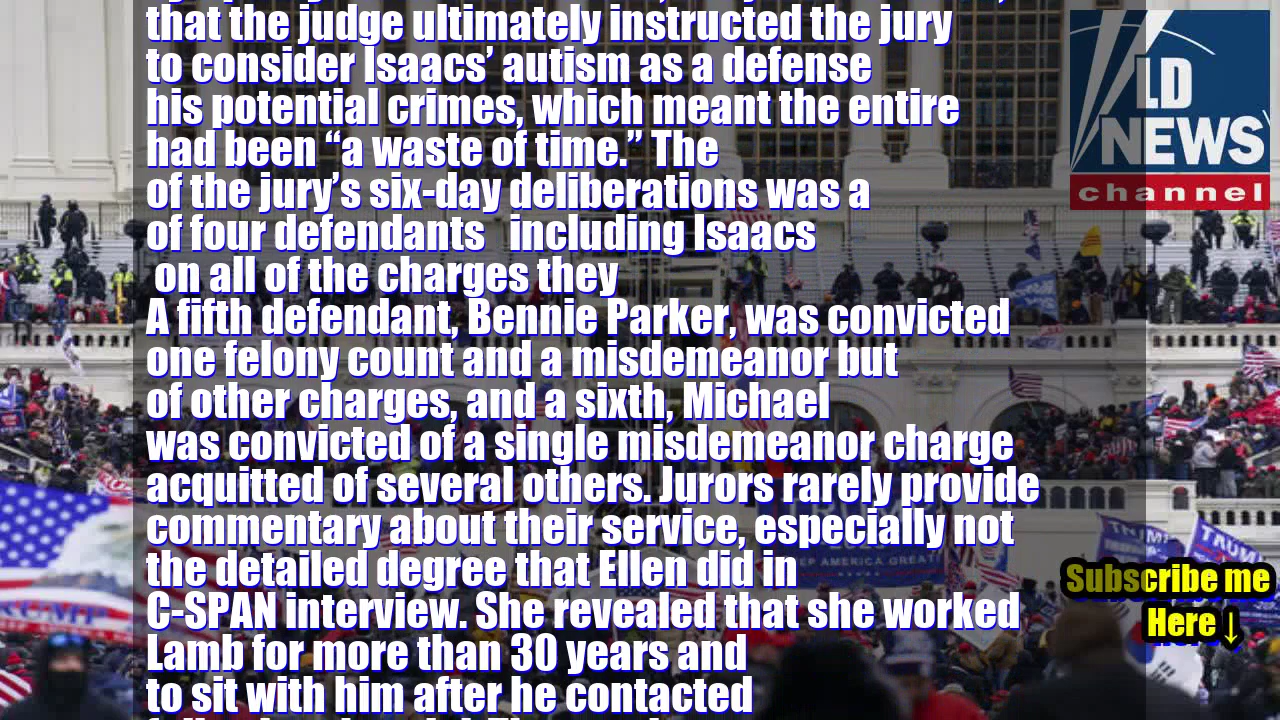 that the judge ultimately instructed the jury
to consider Isaacs’ autism as a defense
his potential crimes, which meant the entire
had been “a waste of time.” The
of the jury’s six-day deliberations was a
of four defendants including Isaacs
on all of the charges they
A fifth defendant, Bennie Parker, was convicted
one felony count and a misdemeanor but
of other charges, and a sixth, Michael
was convicted of a single misdemeanor charge
acquitted of several others. Jurors rarely provide
commentary about their service, especially not
the detailed degree that Ellen did in
C-SPAN interview. She revealed that she worked
Lamb for more than 30 years and
to sit with him after he contacted
LD
NEWS
channel
Subscribe me
Here ↓
TRUMP
TRUMP
KEEP AMERICA GREAT!